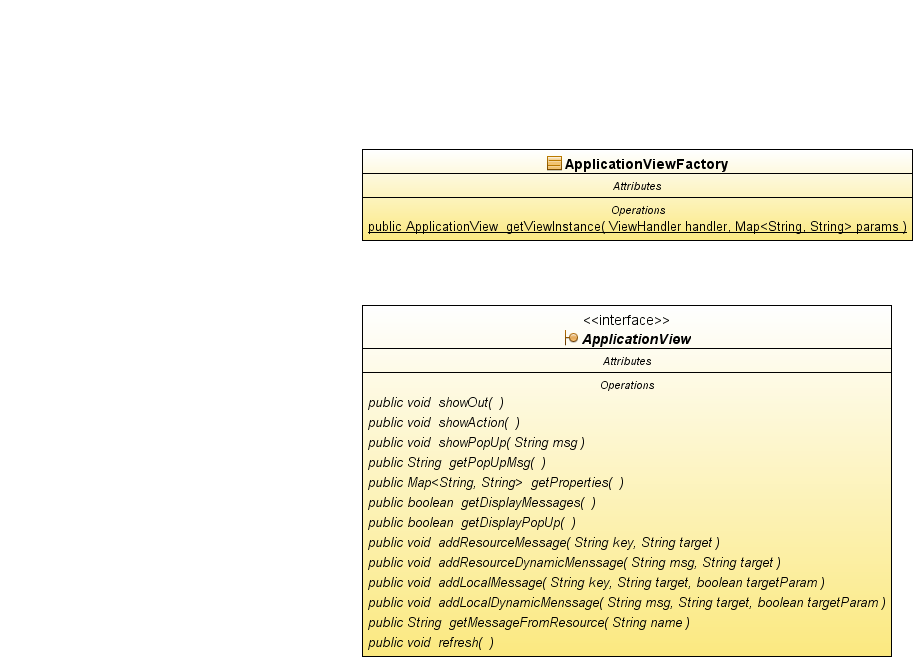 ApplicationViewFactory
Attributes
Operations
public ApplicationView getViewInstance( ViewHandler handler, Map<String, String> params )
<<interface>>
ApplicationView
Attributes
Operations
public void showOut( )
public void showAction( )
public void showPopUp( String msg )
public String getPopUpMsg( )
public Map<String, String> getProperties( )
public boolean getDisplayMessages( )
public boolean getDisplayPopUp( )
public void addResourceMessage( String key, String target )
public void addResourceDynamicMenssage( String msg, String target )
public void addLocalMessage( String key, String target, boolean targetParam )
public void addLocalDynamicMenssage( String msg, String target, boolean targetParam )
public String getMessageFromResource( String name )
public void refresh( )